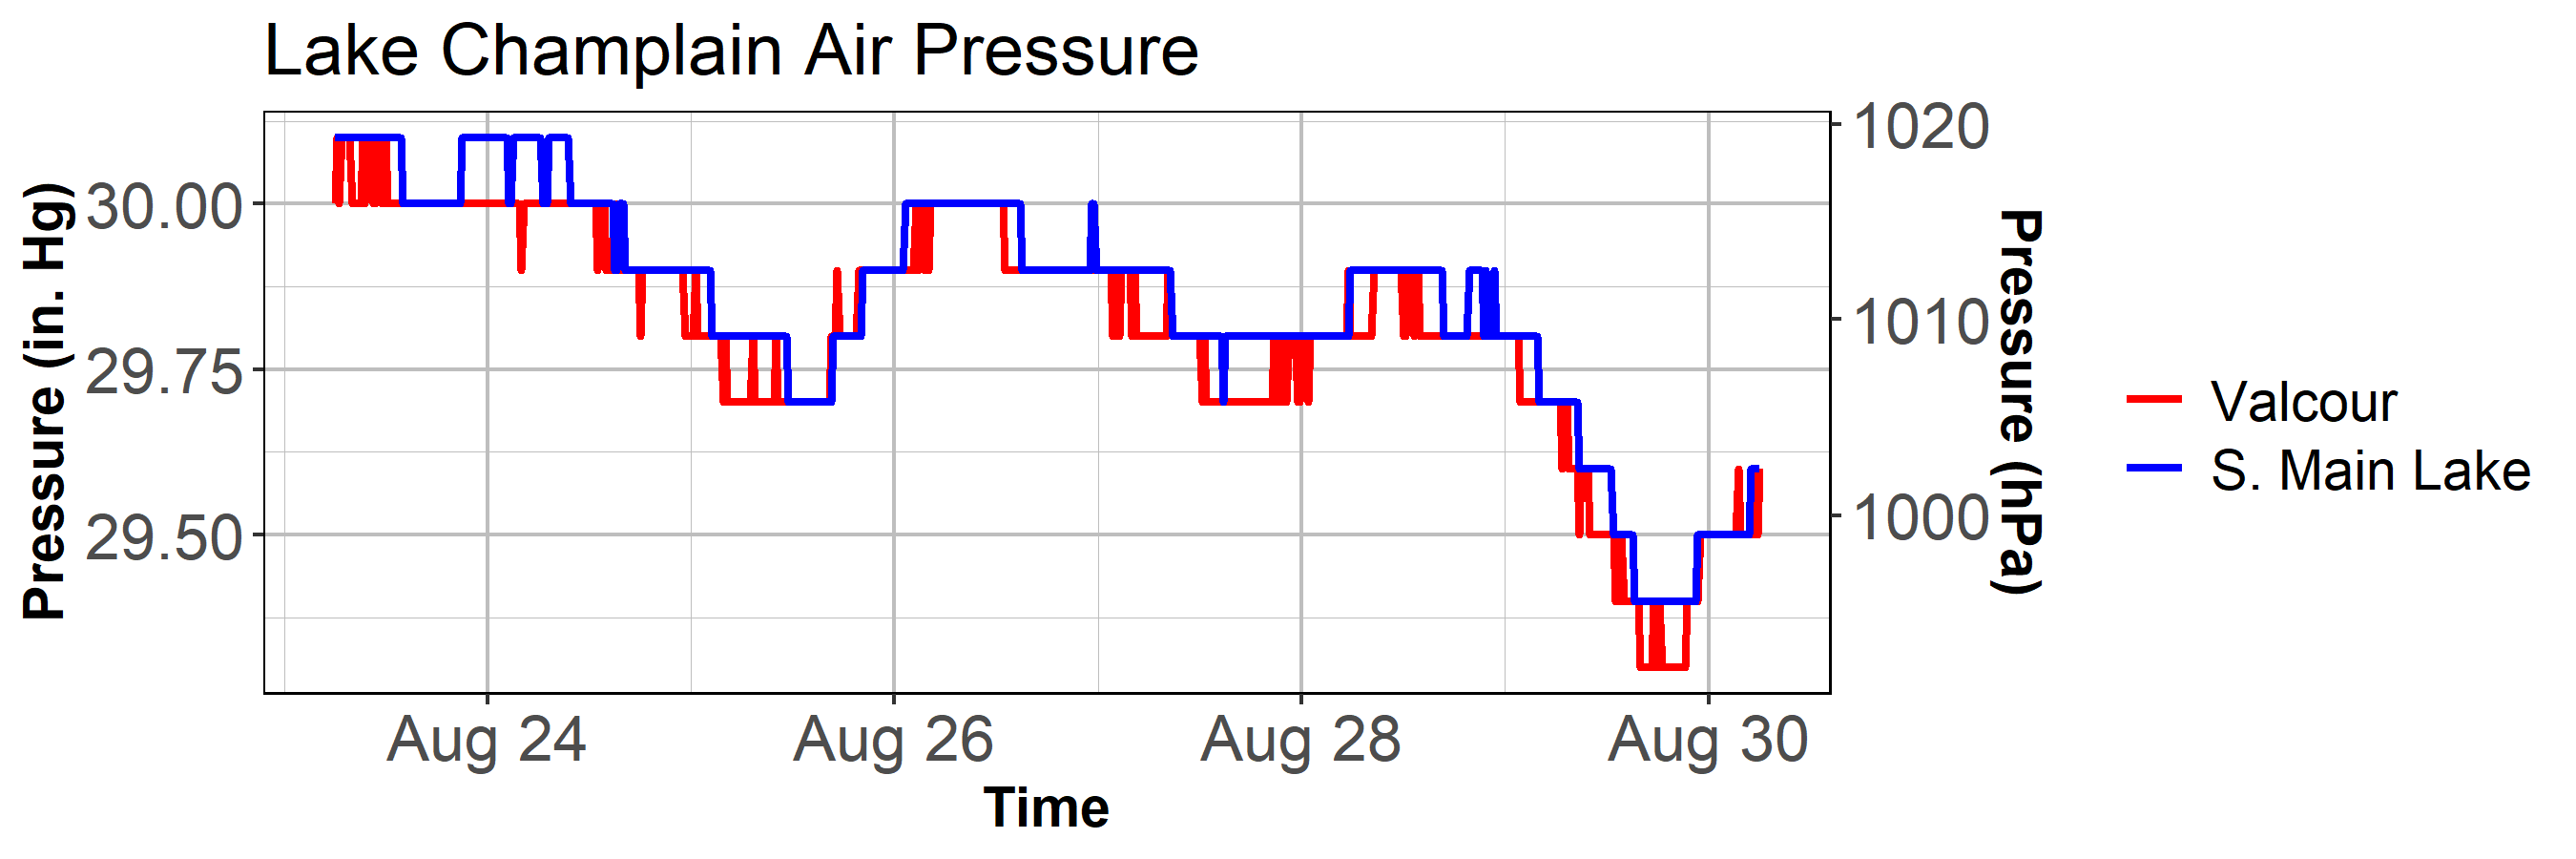 Lake Champlain Air Pressure
Pressure (in. Hg)
30.00
29.75
29.50
1020
1010
1000
Pressure (hPa)
Aug 24
Aug 26
Aug 28
Aug 30
Time
Valcour
S. Main Lake